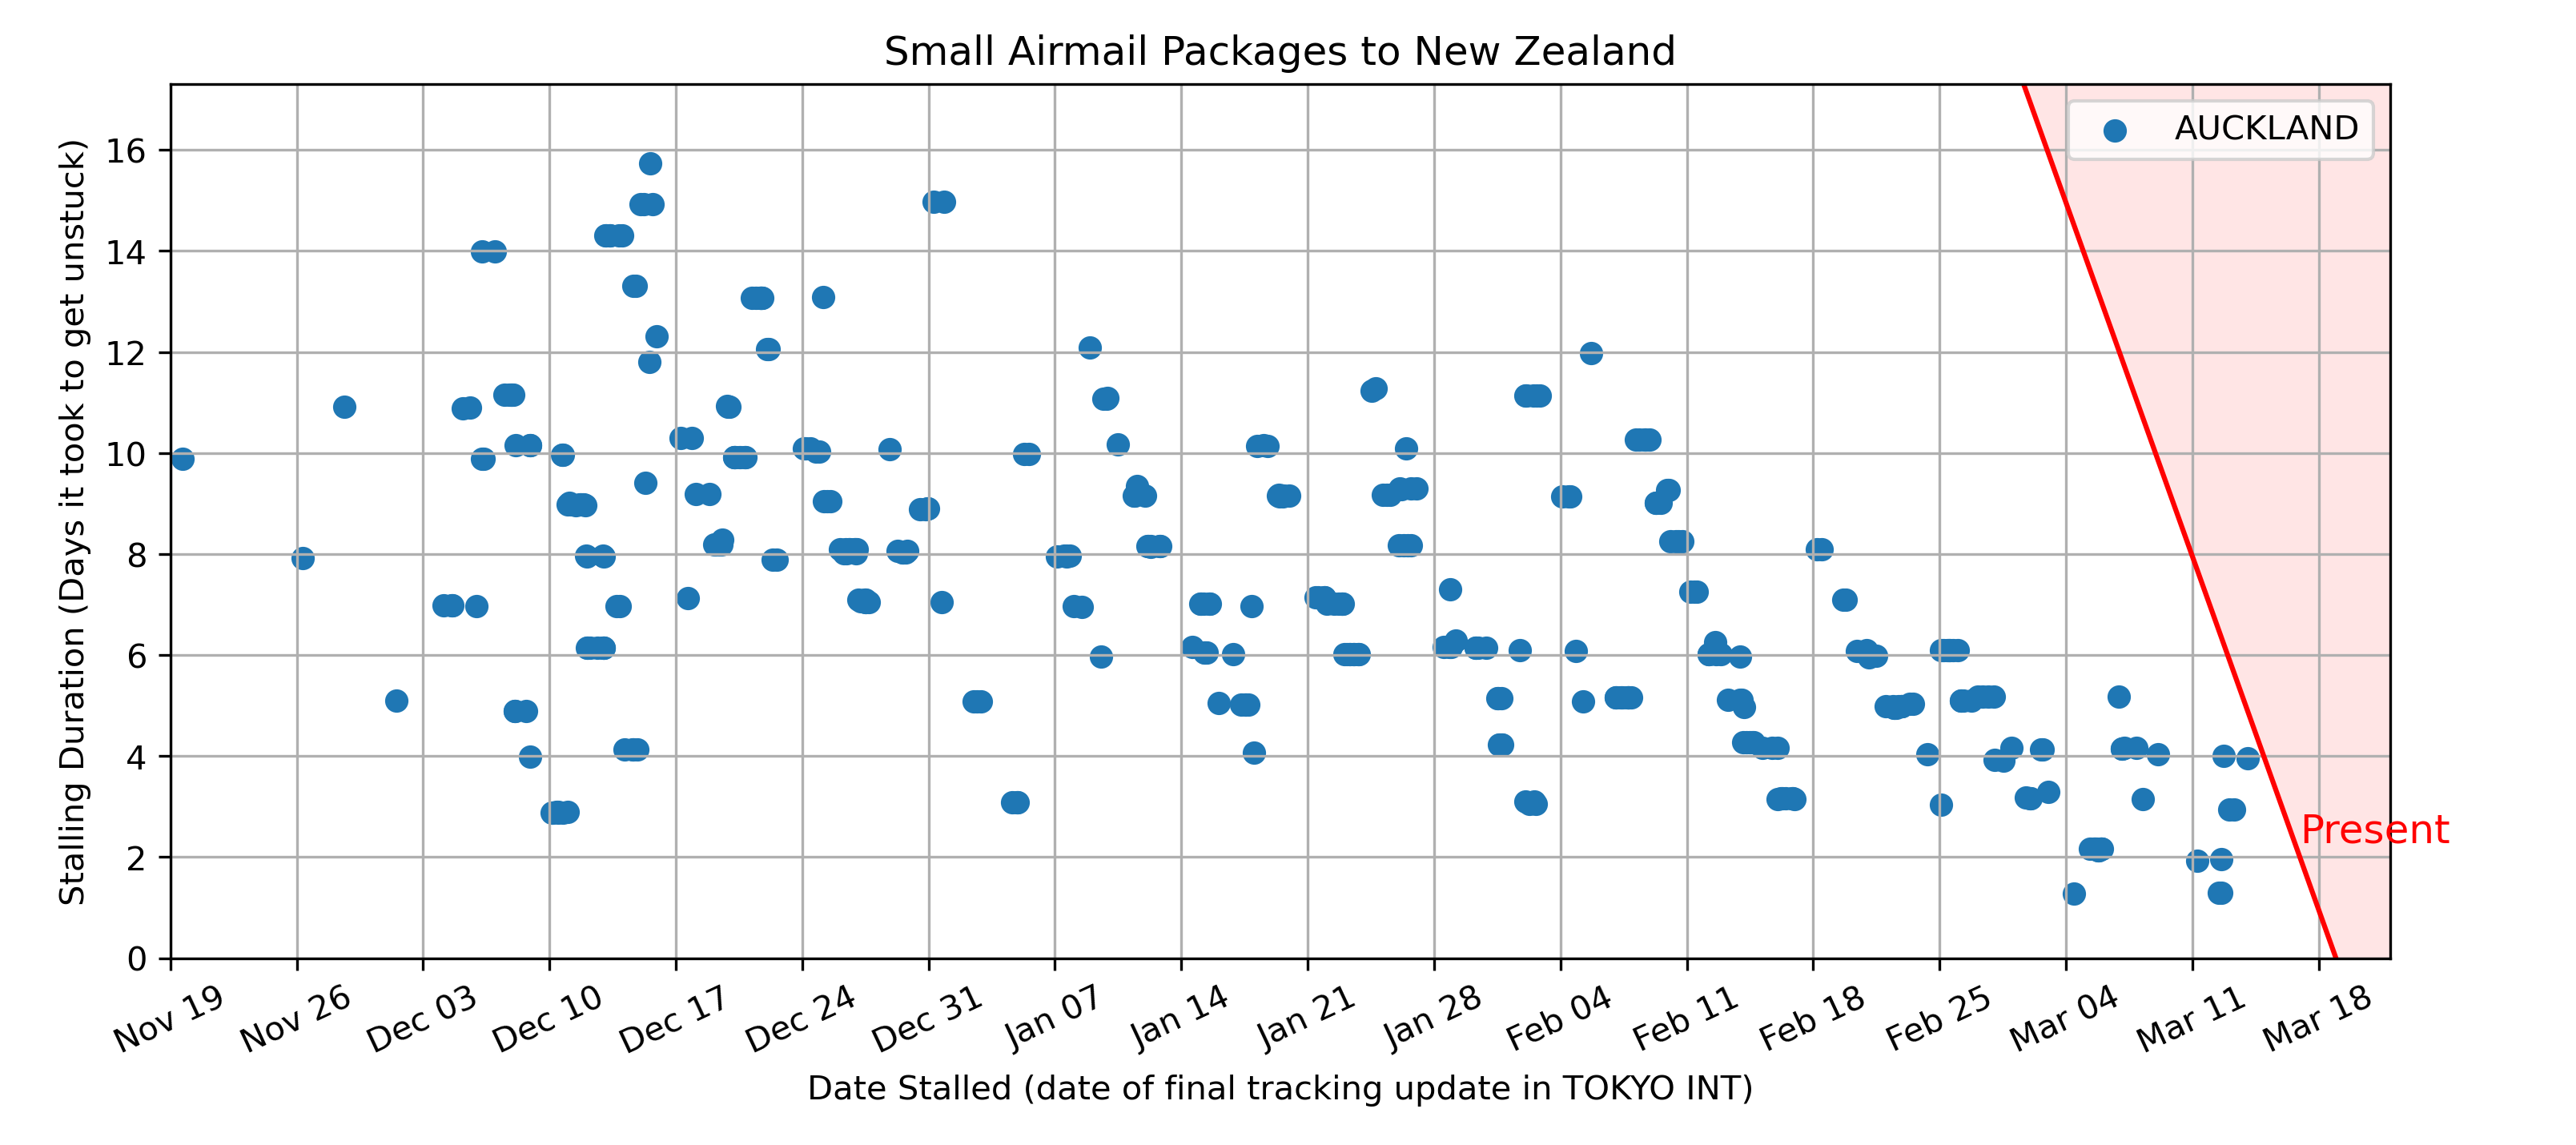 Small Airmail Packages to New Zealand
AUCKLAND
Stalling Duration (Days it took to get unstuck)
16
14
12
10
8
6
4
2
0
Present
Nov 19
Nov 26
Dec 03
Dec 10
Dec 17
Dec 24
Dec 31
Jan 07
Jan 14
Jan 21
Jan 28
Feb 04
Feb 11
Feb 18
Feb 25
Mar 04
Mar 11
Mar 18
Date Stalled (date of final tracking update in TOKYO INT)